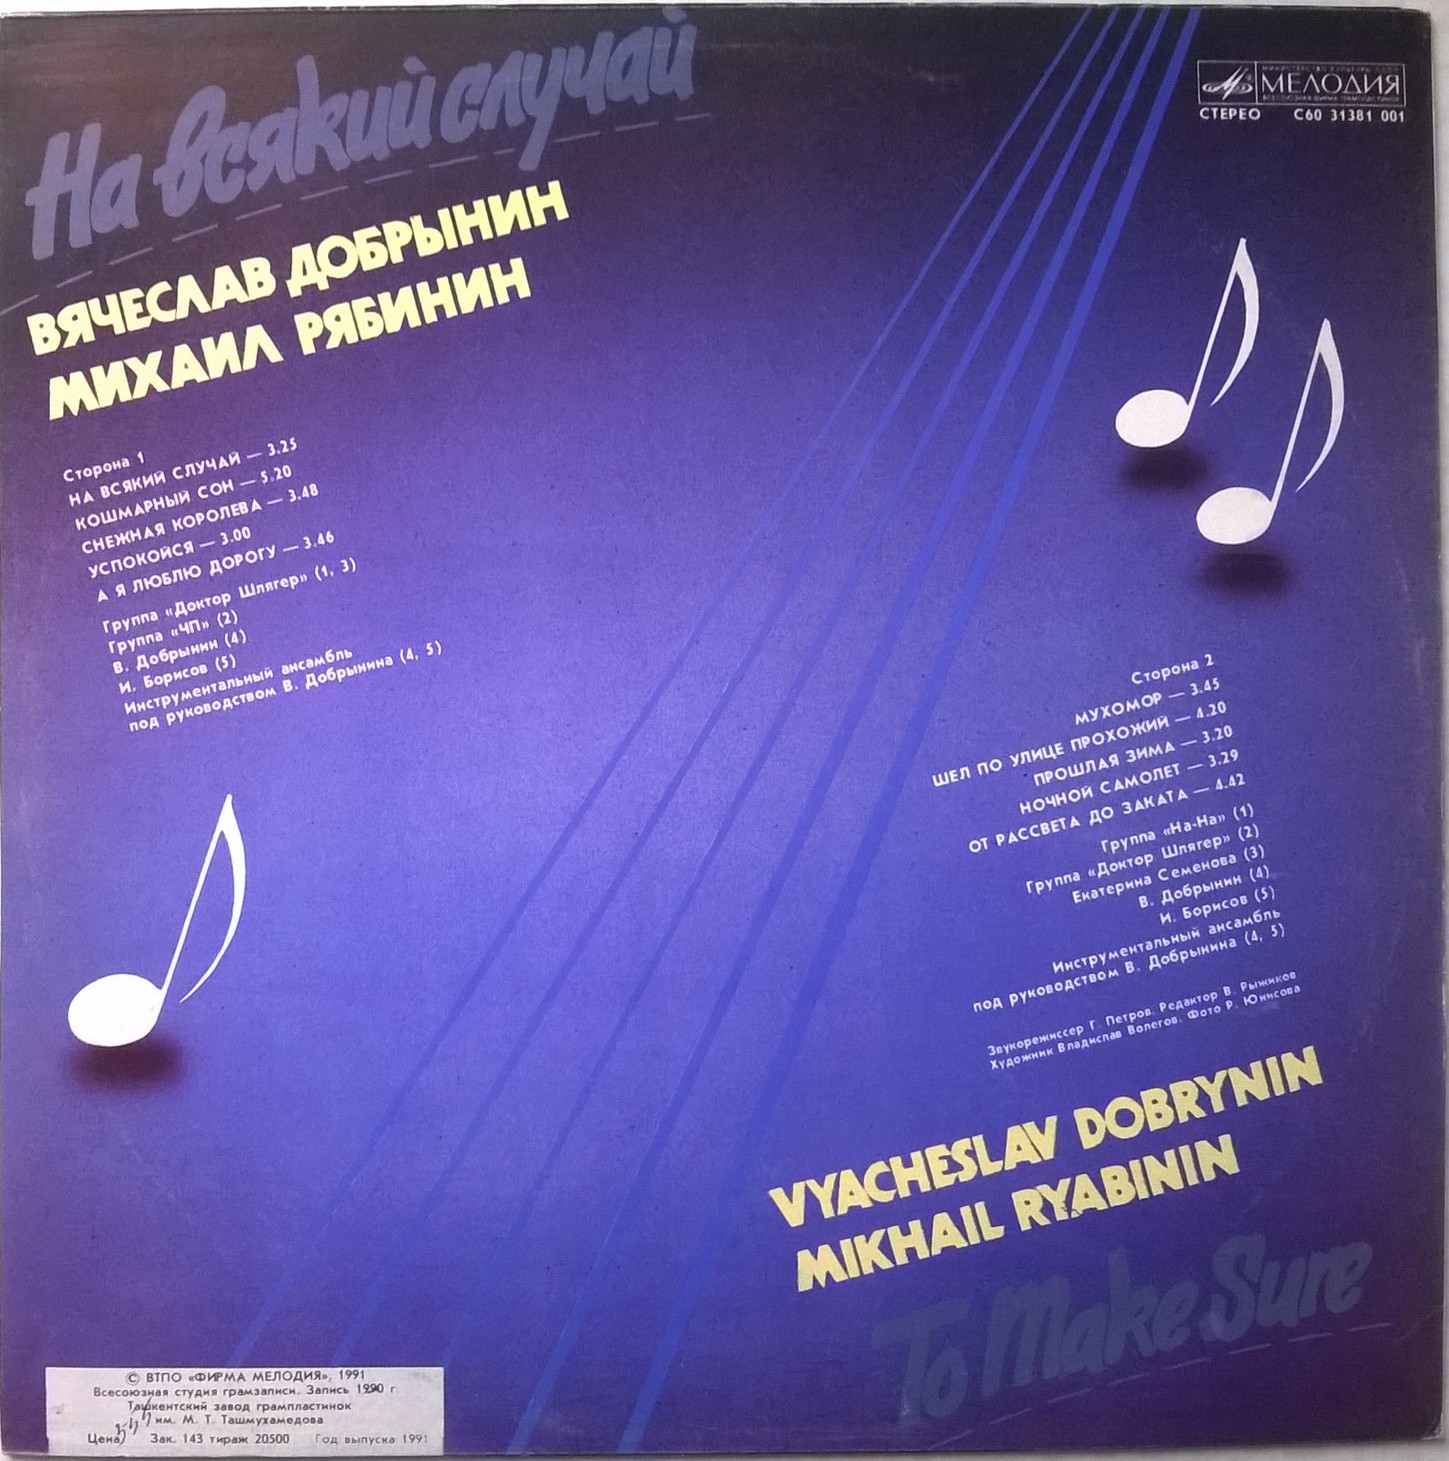 На всякий случай
ВЯЧЕСЛАВ ДОБРЫНИН
МИХАИЛ РЯБИНИН
МИНИСТЕРСТВО КУЛЬТУРЫ СССР
МЕЛОДИЯ
ВСЕСОЮЗНАЯ ФИРМА ГРАМПЛАСТИНОК
СТЕРЕО С60 31381 001
Сторона 1
НА ВСЯКИЙ СЛУЧАЙ — 3.25
КОШМАРНЫЙ СОН — 5.20
СНЕЖНАЯ КОРОЛЕВА — 3.48
УСПОКОЙСЯ — 3.00
А Я ЛЮБЛЮ ДОРОГУ — 3.46
Группа «Доктор Шлягер» (1, 3)
Группа «ЧП» (2)
В. Добрынин (4)
И. Борисов (5)
Инструментальный ансамбль
под руководством В. Добрынина (4, 5)
Сторона 2
МУХОМОР — 3.45
ШЕЛ ПО УЛИЦЕ ПРОХОЖИЙ — 4.20
ПРОШЛАЯ ЗИМА — 3.20
НОЧНОЙ САМОЛЕТ — 3.29
ОТ РАССВЕТА ДО ЗАКАТА — 4.42
Группа «На-На» (1)
Группа «Доктор Шлягер» (2)
Екатерина Семенова (3)
В. Добрынин (4)
И. Борисов (5)
Инструментальный ансамбль
под руководством В. Добрынина (4, 5)
Звукорежиссер Г. Петров. Редактор В. Рыжиков
Художник Владислав Волегов. Фото Р. Юнисова
VYACHESLAV DOBRYNIN
MIKHAIL RYABININ
To Make Sure
© ВТПО «ФИРМА МЕЛОДИЯ», 1991
Всесоюзная студия грамзаписи. Запись 1990 г
Ташкентский завод грампластинок
им. М. Т. Ташмухамедова
Цена Зак. 143 тираж 20500 Год выпуска 1991